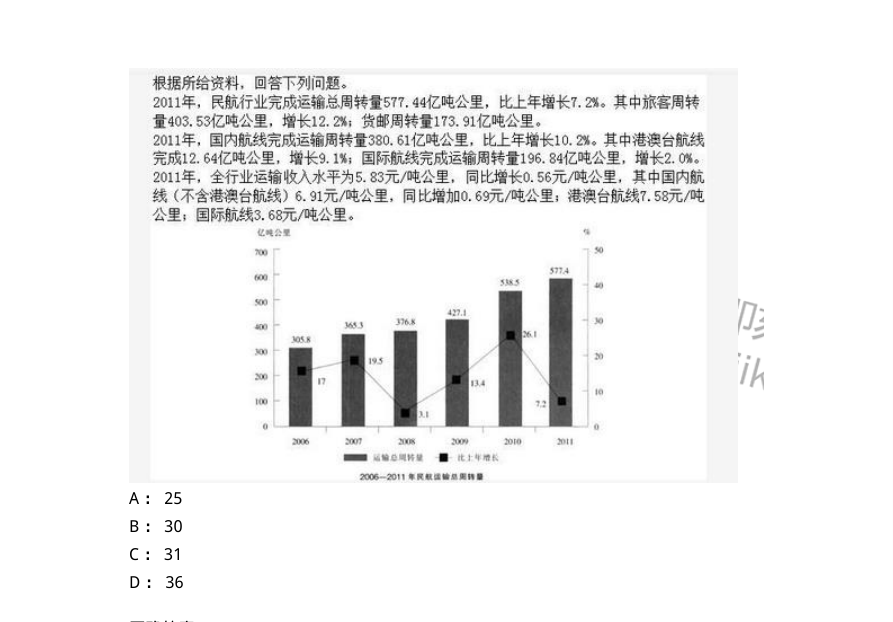 根据所给资料，回答下列问题。
2011年，民航行业完成运输总周转量577.44亿吨公里，比上年增长7.2%。其中旅客周转
量403.53亿吨公里，增长12.2%；货邮周转量173.91亿吨公里。
2011年，国内航线完成运输周转量380.61亿吨公里，比上年增长10.2%。其中港澳台航线
完成12.64亿吨公里，增长9.1%；国际航线完成运输周转量196.84亿吨公里，增长2.0%。
2011年，全行业运输收入水平为5.83元/吨公里，同比增长0.56元/吨公里，其中国内航
线（不含港澳台航线）6.91元/吨公里，同比增加0.69元/吨公里；港澳台航线7.58元/吨
公里；国际航线3.68元/吨公里。
亿吨公里 %
700 50
600 40
500 30
400 20
300 10
200 0
100
0
305.8 365.3 376.8 427.1 538.5 577.4
17 19.5 3.1 13.4 26.1 7.2
2006 2007 2008 2009 2010 2011
运输总周转量 比上年增长
2006—2011年民航运输总周转量
A： 25
B： 30
C： 31
D： 36